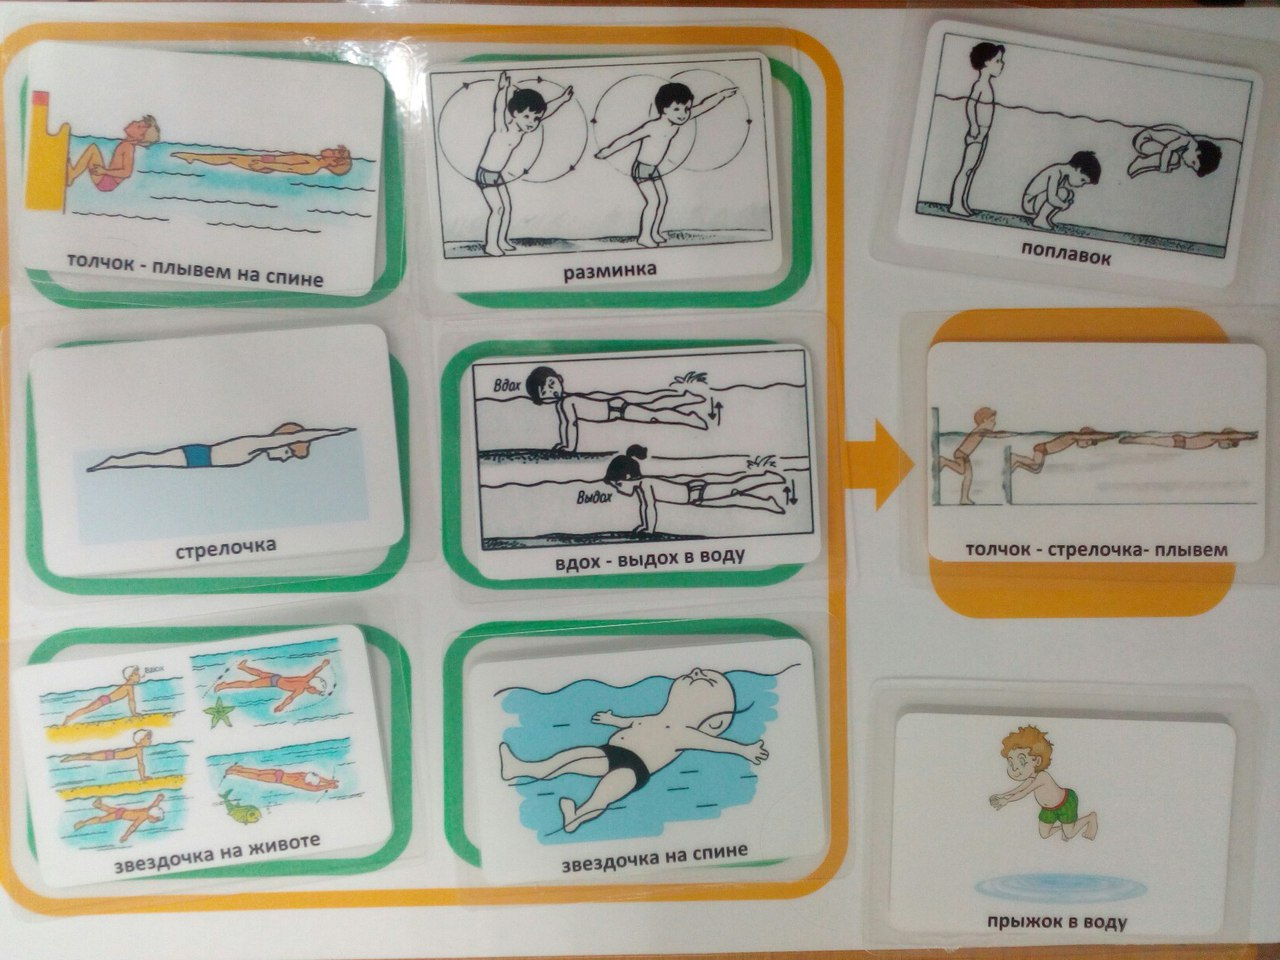 толчок - плывем на спине
разминка
поплавок
стрелочка
Вдох
Выдох
вдох - выдох в воду
толчок - стрелочка- плывем
Вдох
звездочка на животе
звездочка на спине
прыжок в воду